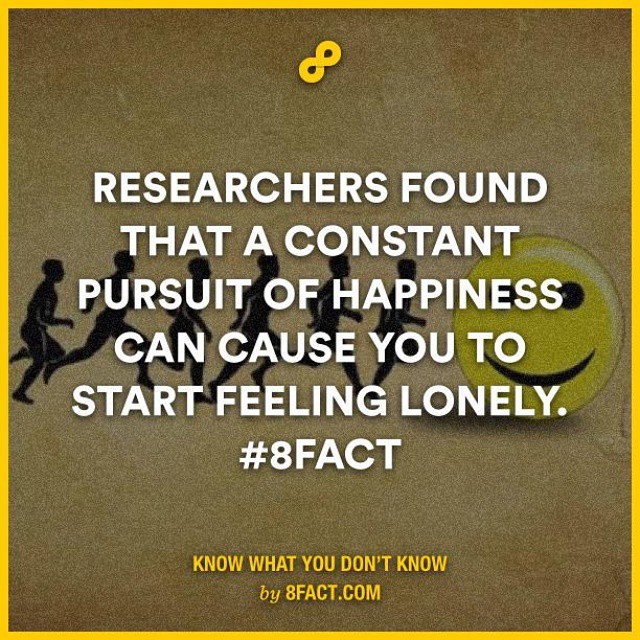 RESEARCHERS FOUND
THAT A CONSTANT
PURSUIT OF HAPPINESS
CAN CAUSE YOU TO
START FEELING LONELY.
#8FACT
KNOW WHAT YOU DON'T KNOW
by 8FACT.COM